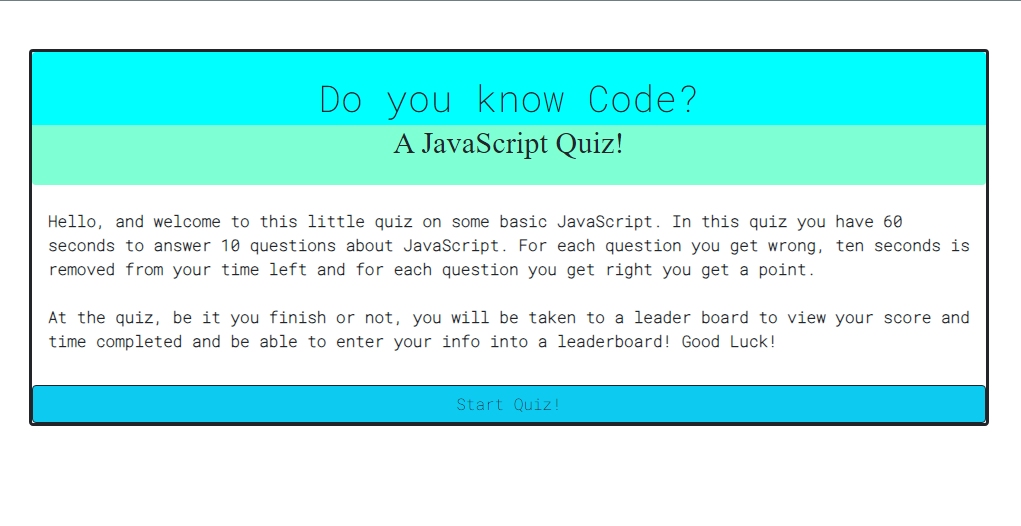 Do you know Code?
A JavaScript Quiz!
Hello, and welcome to this little quiz on some basic JavaScript. In this quiz you have 60
seconds to answer 10 questions about JavaScript. For each question you get wrong, ten seconds is
removed from your time left and for each question you get right you get a point.
At the quiz, be it you finish or not, you will be taken to a leader board to view your score and
time completed and be able to enter your info into a leaderboard! Good Luck!
Start Quiz!